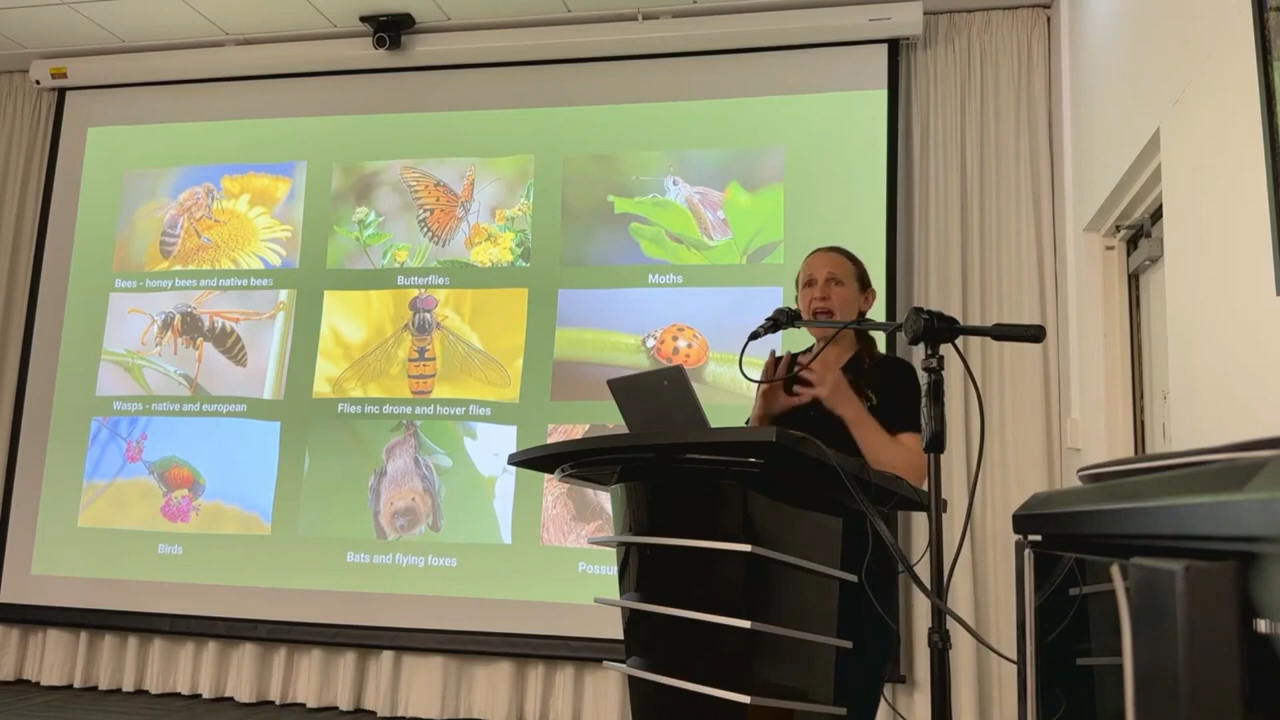 Bees - honey bees and native bees
Butterflies
Moths
Wasps - native and european
Flies inc drone and hover flies
Birds
Bats and flying foxes
Possu